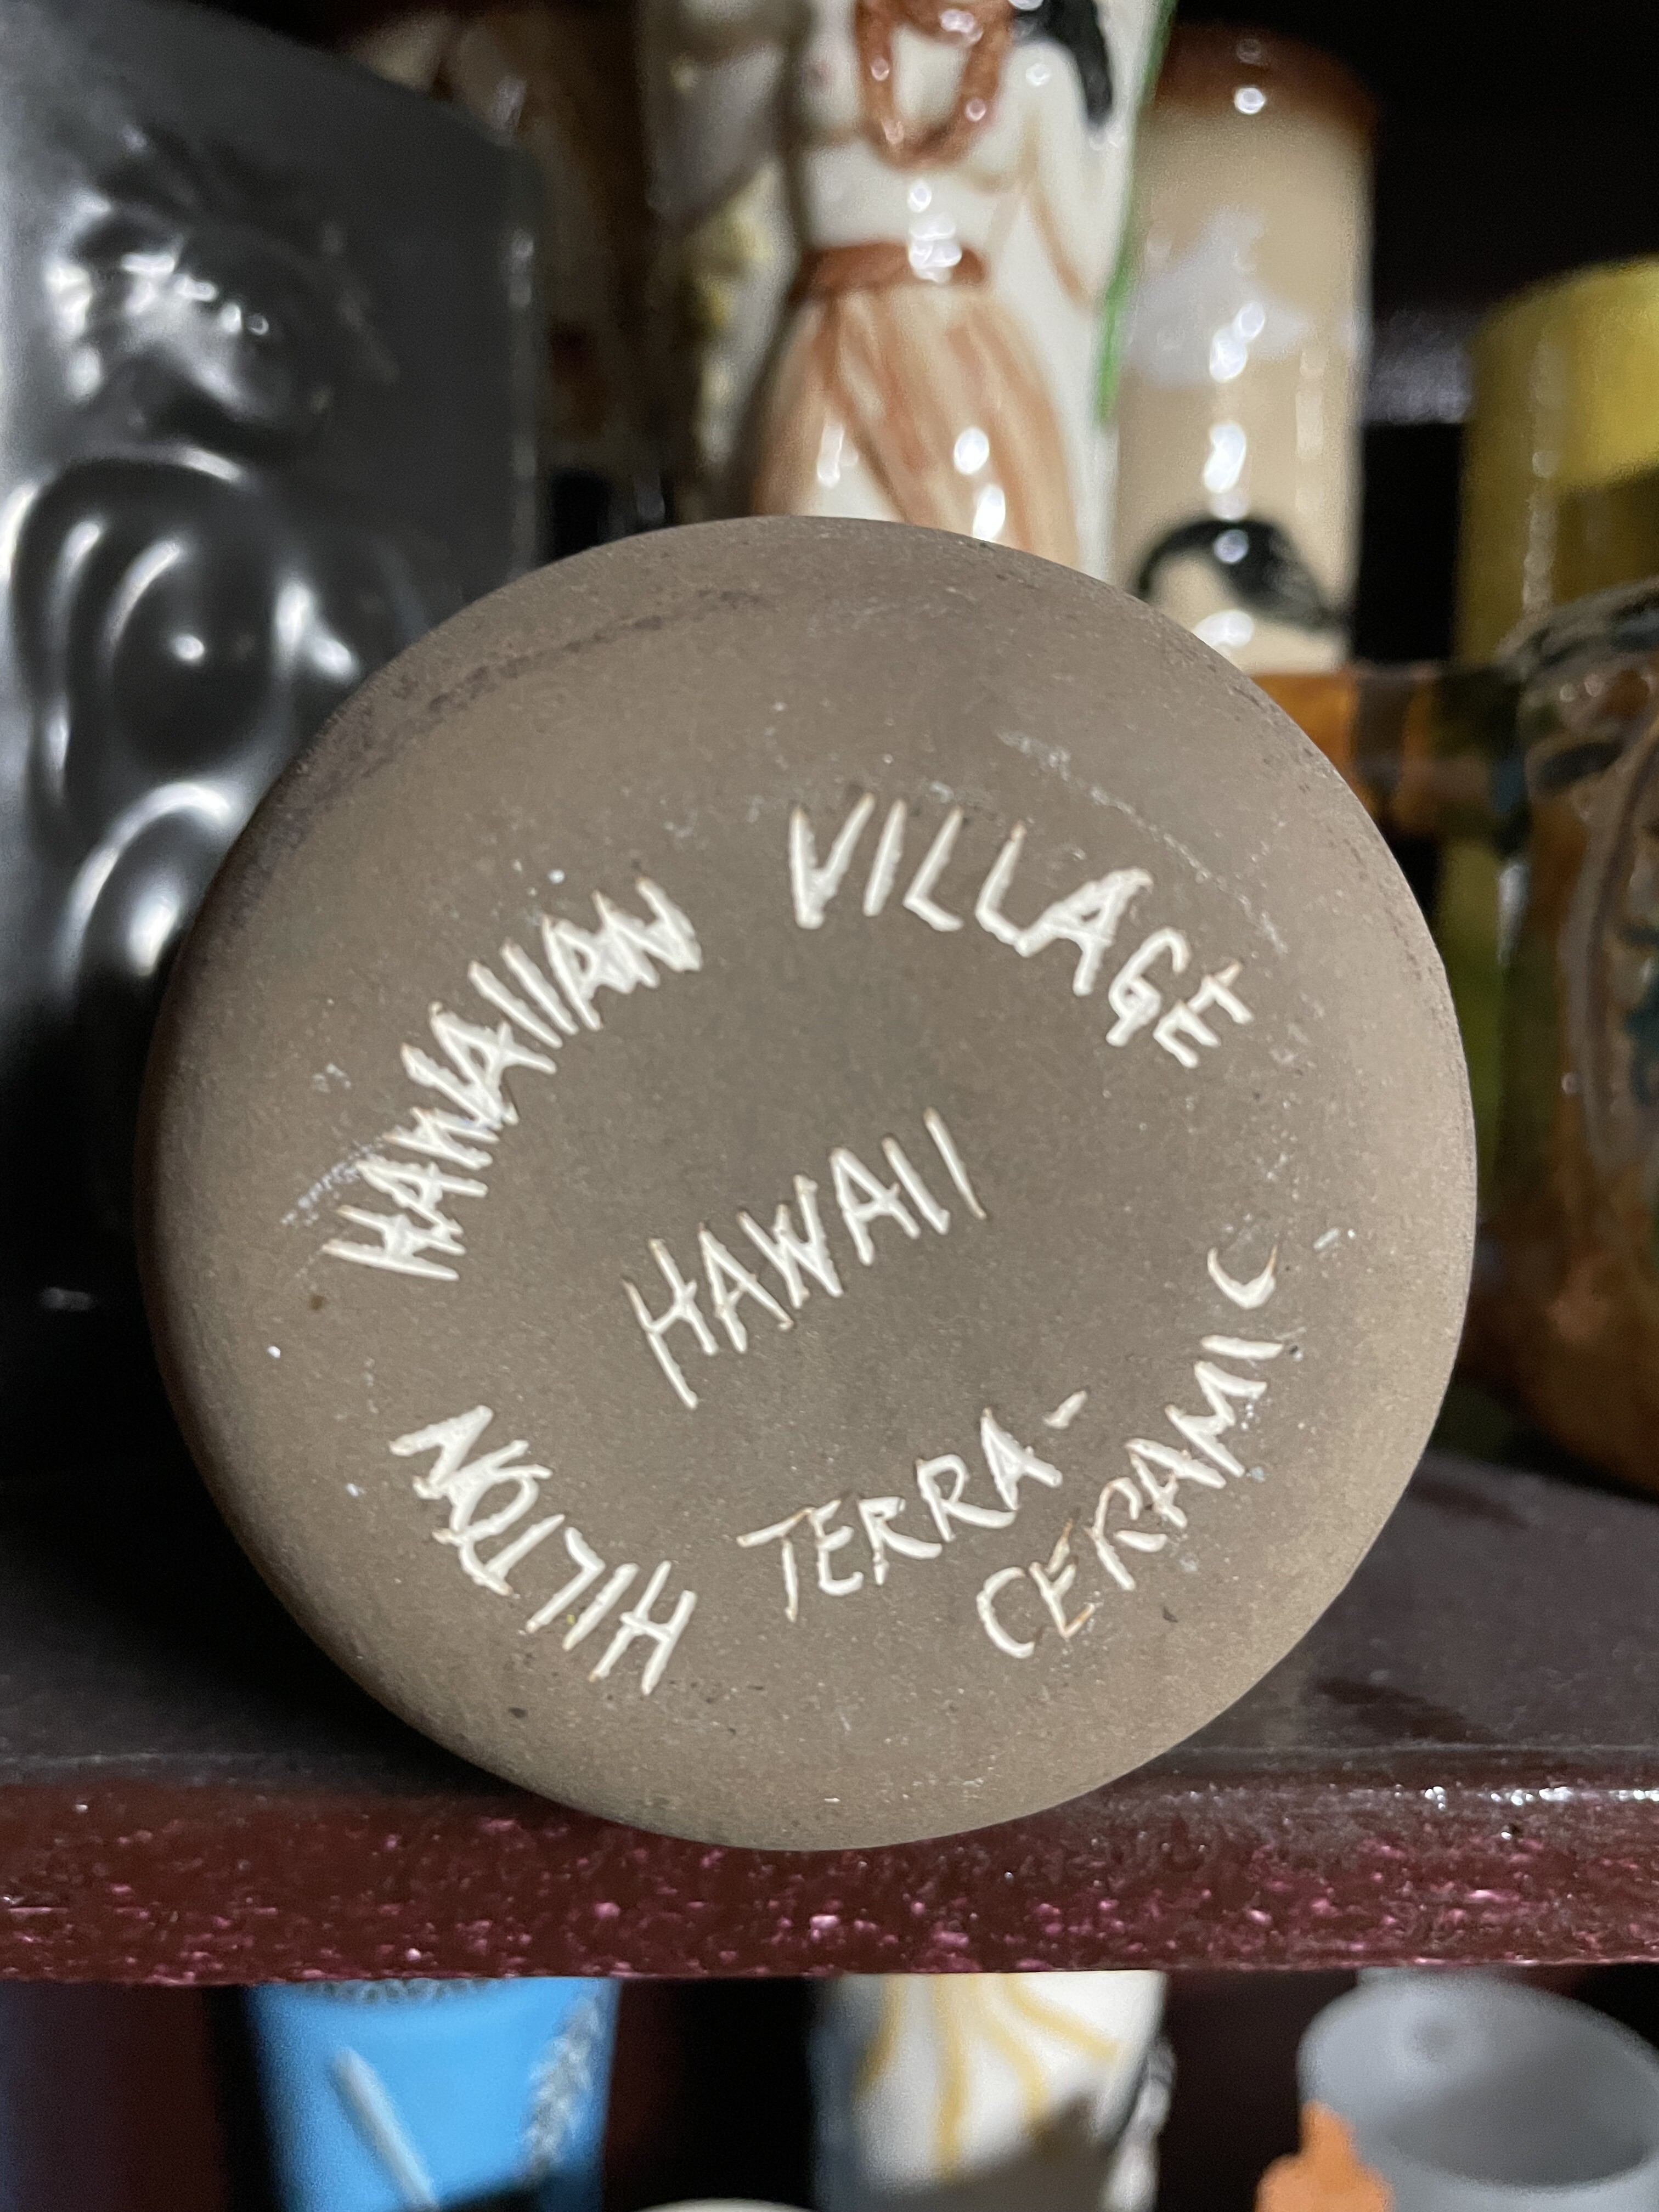 HILTON HAWAIIAN VILLAGE
HAWAII
TERRA-
CERAMIC